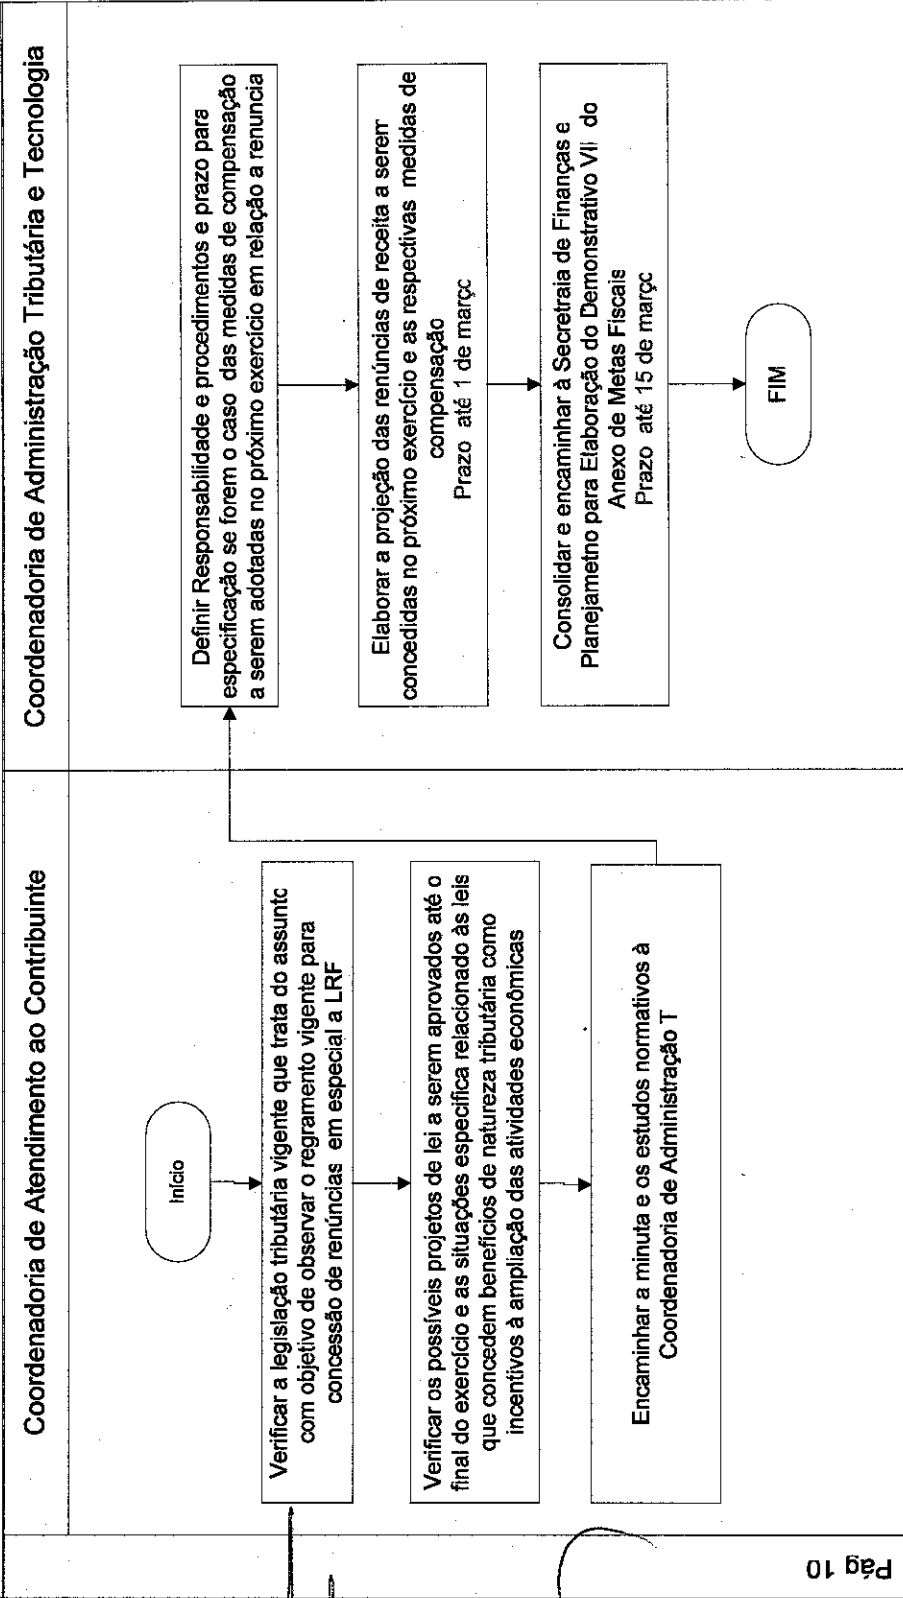 Coordenadoria de Atendimento ao Contribuinte
Início
Verificar a legislação tributária vigente que trata do assunto
com objetivo de observar o regramento vigente para
concessão de renúncias em especial a LRF
Verificar os possíveis projetos de lei a serem aprovados até o
final do exercício e as situações específica relacionado às leis
que concedem benefícios de natureza tributária como
incentivos à ampliação das atividades econômicas
Encaminhar a minuta e os estudos normativos à
Coordenadoria de Administração T
Coordenadoria de Administração Tributária e Tecnologia
Definir Responsabilidade e procedimentos e prazo para
especificação se forem o caso das medidas de compensação
a serem adotadas no próximo exercício em relação a renuncia
Elaborar a projeção das renúncias de receita a serem
concedidas no próximo exercício e as respectivas medidas de
compensação
Prazo até 1 de março
Consolidar e encaminhar à Secretraia de Finanças e
Planejametno para Elaboração do Demonstrativo VII do
Anexo de Metas Fiscais
Prazo até 15 de março
FIM
Pág 10